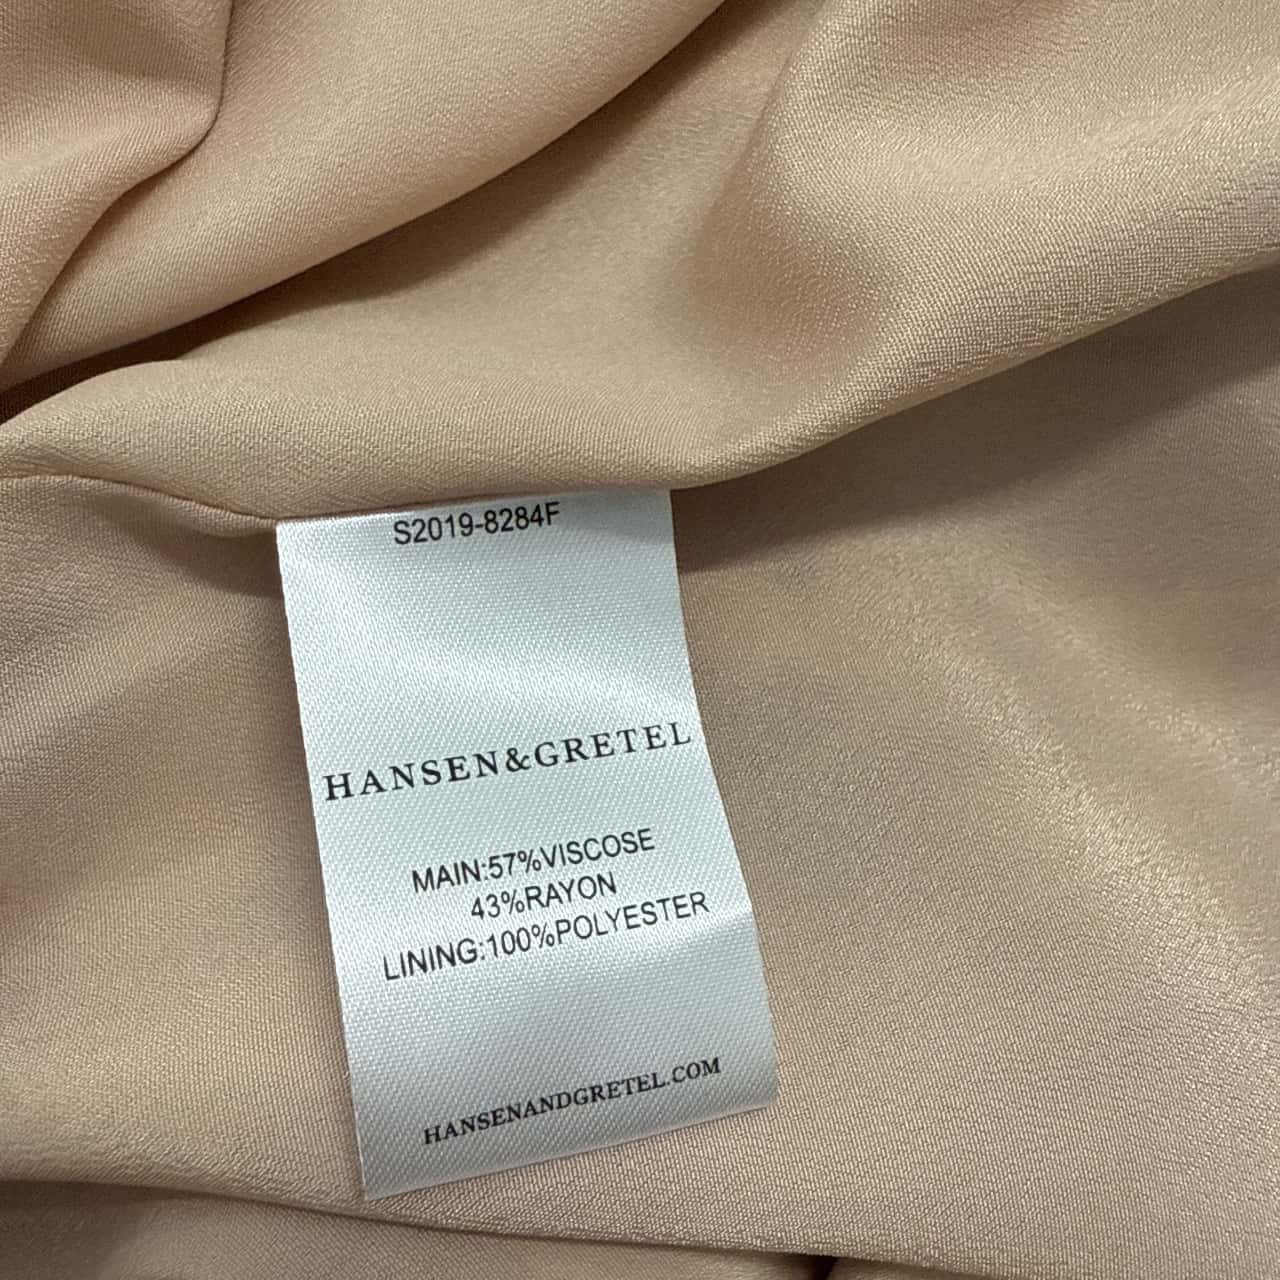 S2019-8284F
HANSEN&GRETEL
MAIN:57%VISCOSE
43%RAYON
LINING:100%POLYESTER
HANSENANDGRETEL.COM